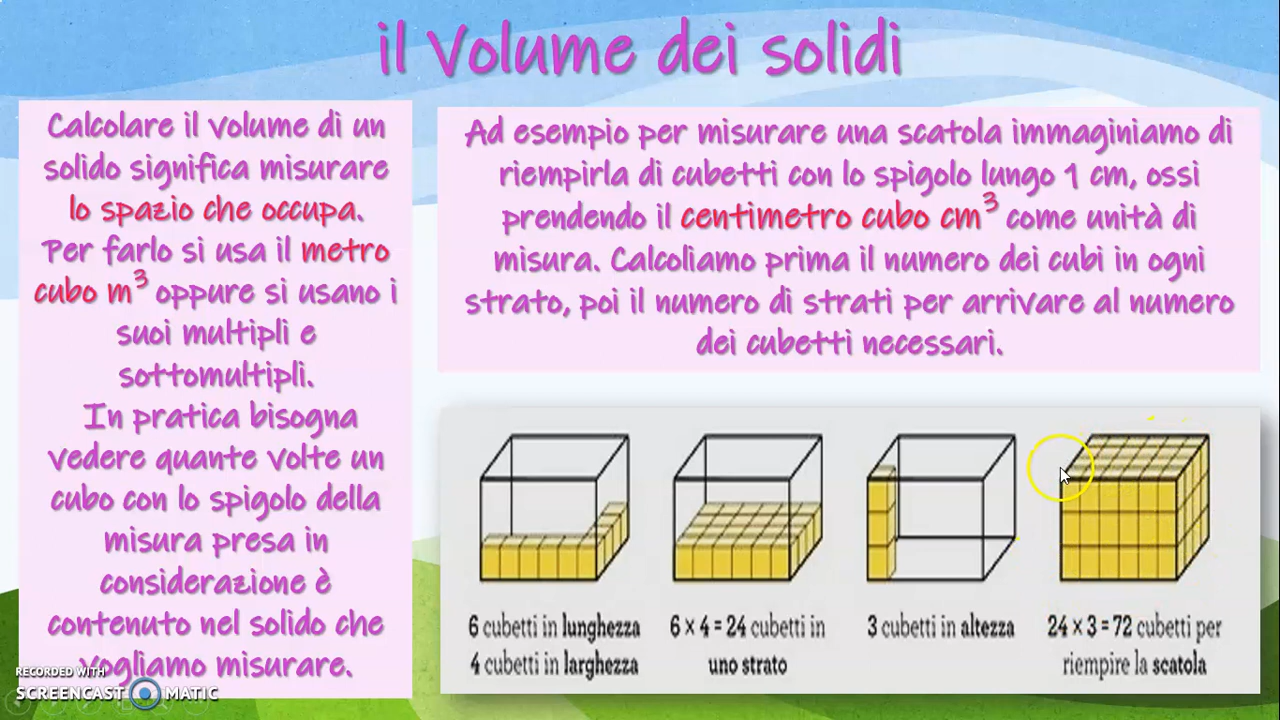 il Volume dei solidi
Calcolare il volume di un
solido significa misurare
lo spazio che occupa.
Per farlo si usa il metro
cubo m³ oppure si usano i
suoi multipli e
sottomultipli.
In pratica bisogna
vedere quante volte un
cubo con lo spigolo della
misura presa in
considerazione è
contenuto nel solido che
vogliamo misurare.
Ad esempio per misurare una scatola immaginiamo di
riempirla di cubetti con lo spigolo lungo 1 cm, ossi
prendendo il centimetro cubo cm³ come unità di
misura. Calcoliamo prima il numero dei cubi in ogni
strato, poi il numero di strati per arrivare al numero
dei cubetti necessari.
6 cubetti in lunghezza
4 cubetti in larghezza
6 x 4 = 24 cubetti in
uno strato
3 cubetti in altezza
24 x 3 = 72 cubetti per
riempire la scatola
RECORDED WITH
SCREENCAST MATIC